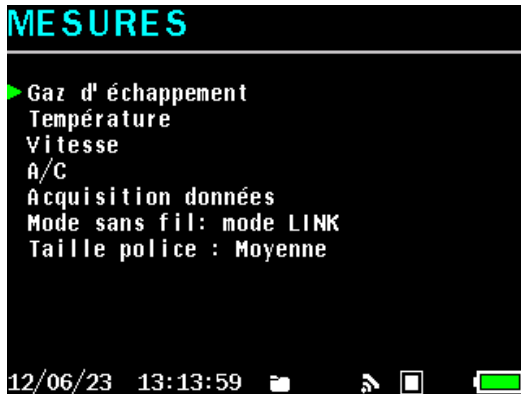 MESURES
Gaz d'échappement
Température
Vitesse
A/C
Acquisition données
Mode sans fil: mode LINK
Taille police : Moyenne
12/06/23 13:13:59